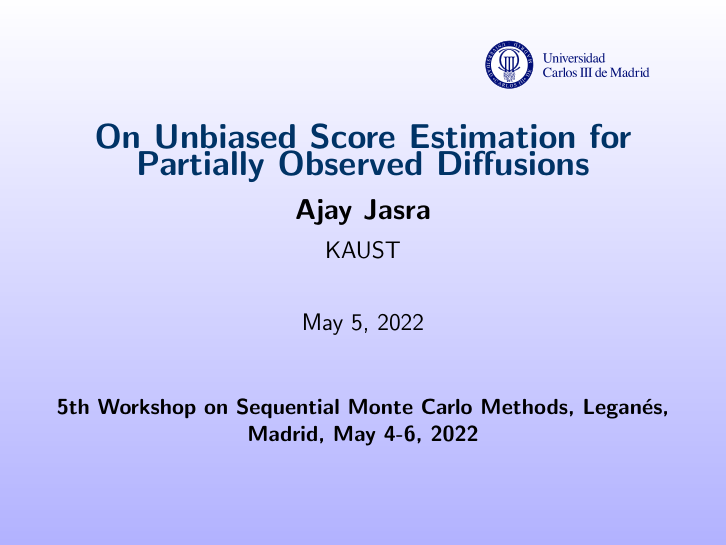 Universidad
Carlos III de Madrid
On Unbiased Score Estimation for
Partially Observed Diffusions
Ajay Jasra
KAUST
May 5, 2022
5th Workshop on Sequential Monte Carlo Methods, Leganés,
Madrid, May 4-6, 2022